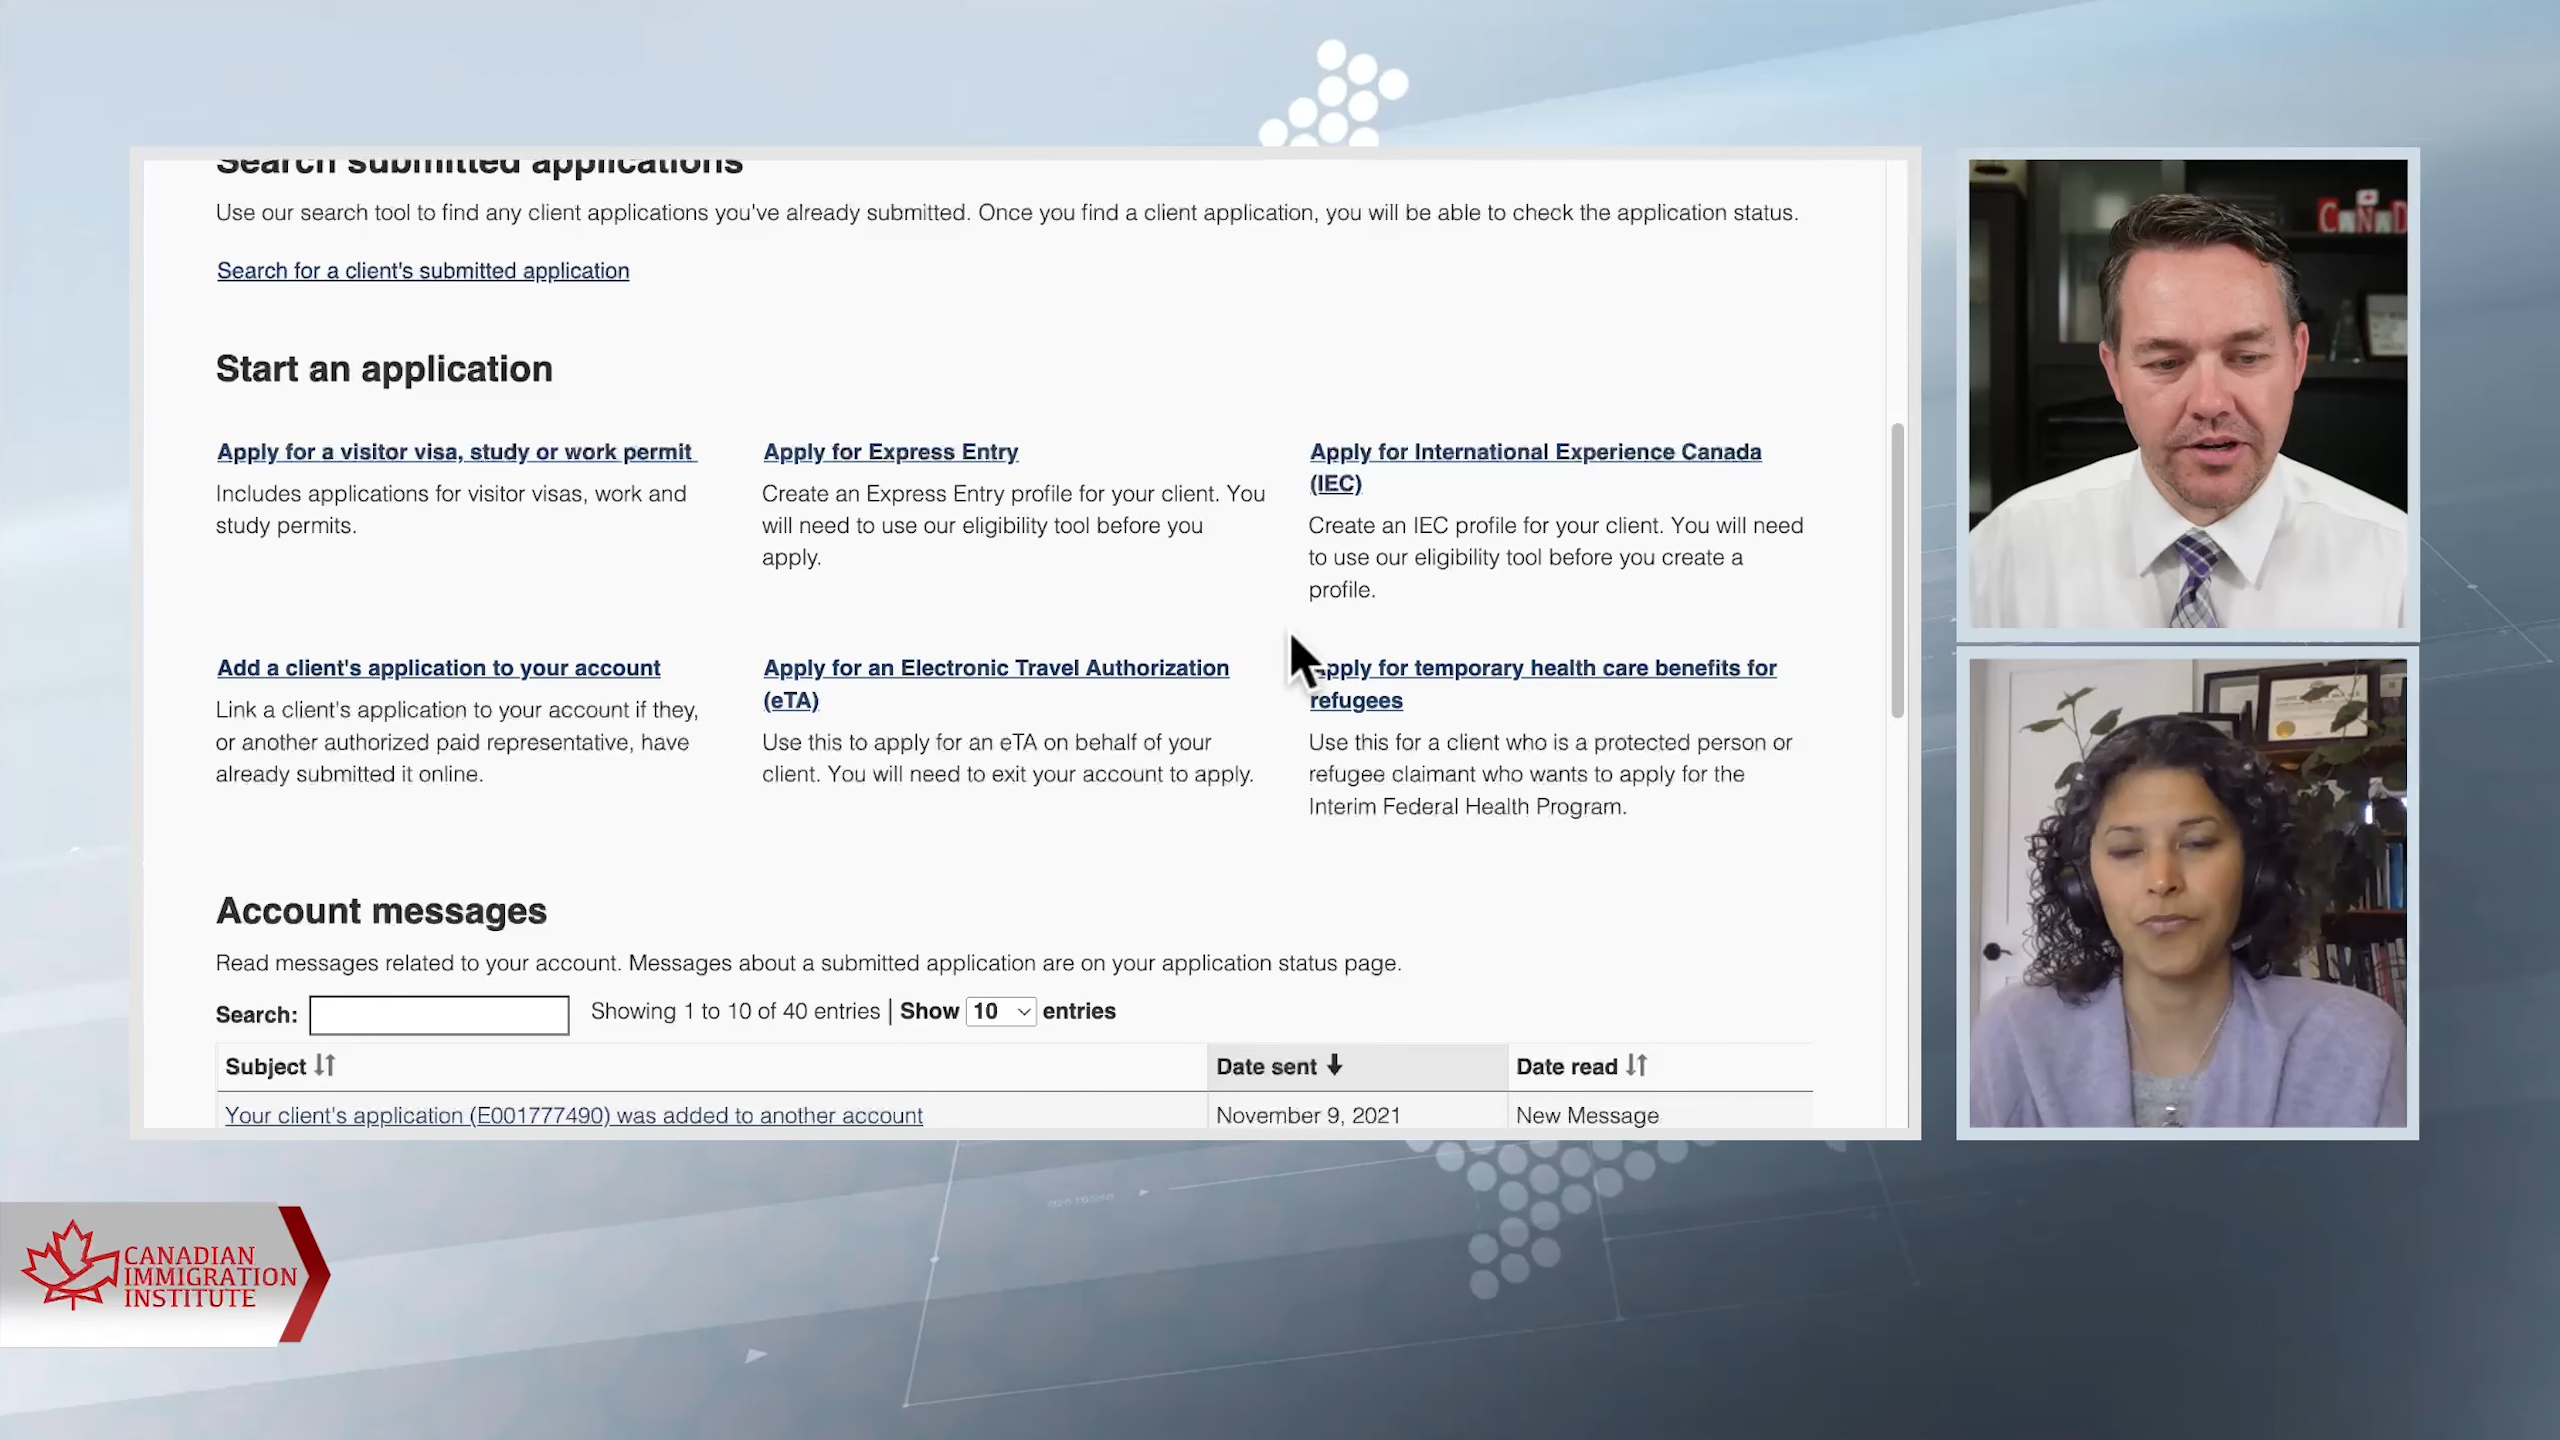 Search submitted applications
Use our search tool to find any client applications you've already submitted. Once you find a client application, you will be able to check the application status.
Search for a client's submitted application
Start an application
Apply for a visitor visa, study or work permit
Includes applications for visitor visas, work and
study permits.
Apply for Express Entry
Create an Express Entry profile for your client. You
will need to use our eligibility tool before you
apply.
Apply for International Experience Canada
(IEC)
Create an IEC profile for your client. You will need
to use our eligibility tool before you create a
profile.
Add a client's application to your account
Link a client's application to your account if they,
or another authorized paid representative, have
already submitted it online.
Apply for an Electronic Travel Authorization
(eTA)
Use this to apply for an eTA on behalf of your
client. You will need to exit your account to apply.
pply for temporary health care benefits for
refugees
Use this for a client who is a protected person or
refugee claimant who wants to apply for the
Interim Federal Health Program.
Account messages
Read messages related to your account. Messages about a submitted application are on your application status page.
Search: Showing 1 to 10 of 40 entries | Show 10 entries
Subject Date sent Date read
Your client's application (E001777490) was added to another account November 9, 2021 New Message
CANAD
CANADIAN
IMMIGRATION
INSTITUTE